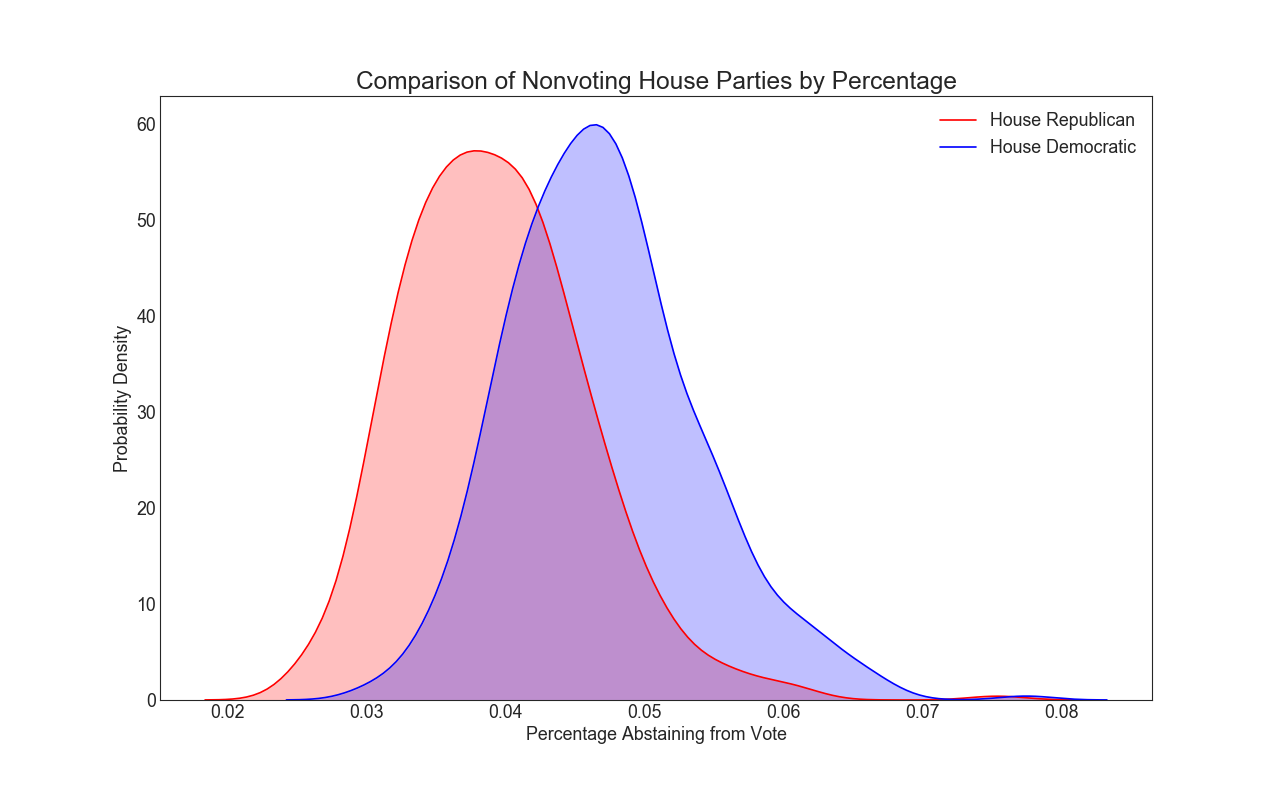 Comparison of Nonvoting House Parties by Percentage
House Republican
House Democratic
Probability Density
60
50
40
30
20
10
0
0.02 0.03 0.04 0.05 0.06 0.07 0.08
Percentage Abstaining from Vote